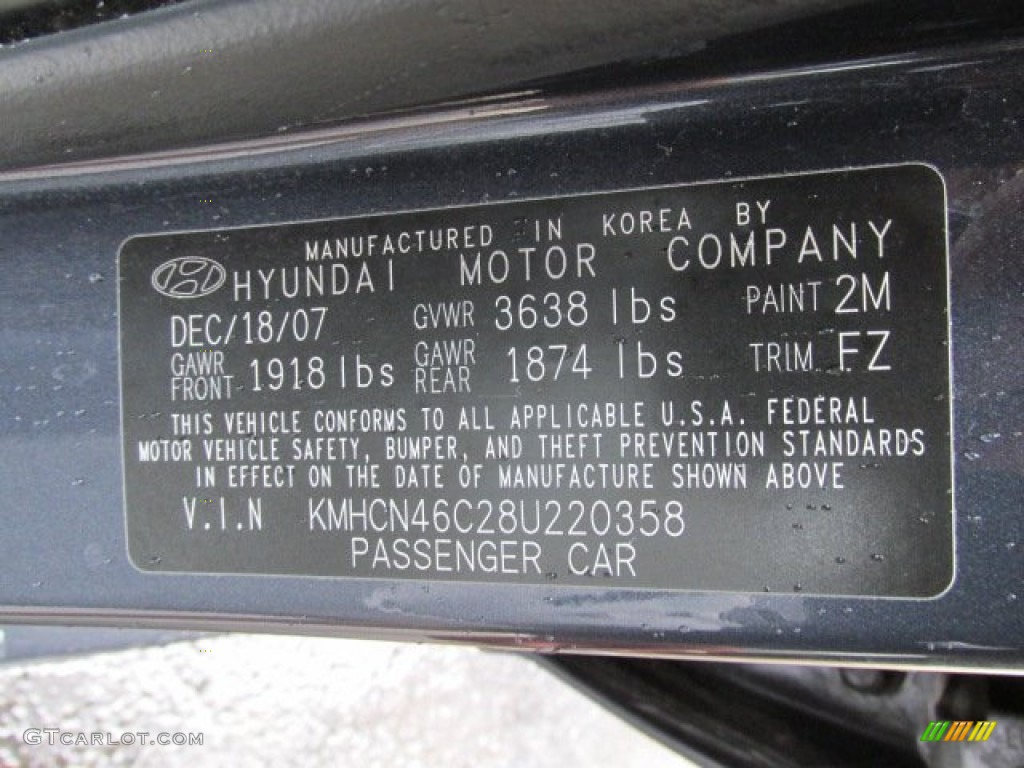 MANUFACTURED IN KOREA BY
HYUNDAI MOTOR COMPANY
DEC/18/07 GVWR 3638 lbs PAINT 2M
GAWR FRONT 1918 lbs GAWR REAR 1874 lbs TRIM FZ
THIS VEHICLE CONFORMS TO ALL APPLICABLE U.S.A. FEDERAL
MOTOR VEHICLE SAFETY, BUMPER, AND THEFT PREVENTION STANDARDS
IN EFFECT ON THE DATE OF MANUFACTURE SHOWN ABOVE
V.I.N KMHCN46C28U220358
PASSENGER CAR
GTCARLOT.COM